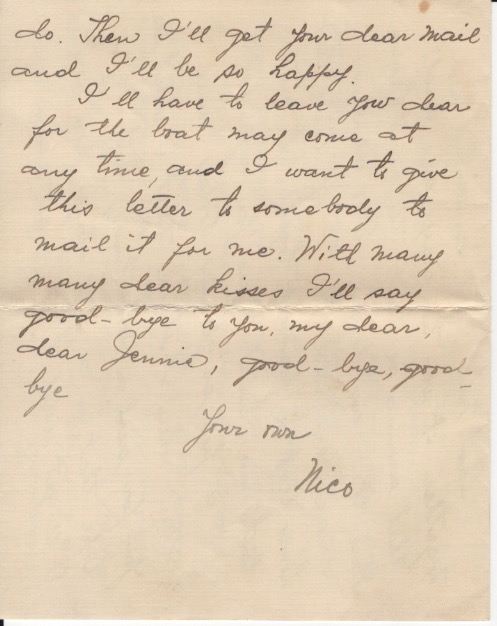 do. Then I'll get your dear mail
and I'll be so happy.
I'll have to leave you dear
for the boat may come at
any time, and I want to give
this letter to somebody to
mail it for me. With many
many dear kisses I'll say
good-bye to you, my dear,
dear Jennie, good-bye, good-
bye
Your own
Nico